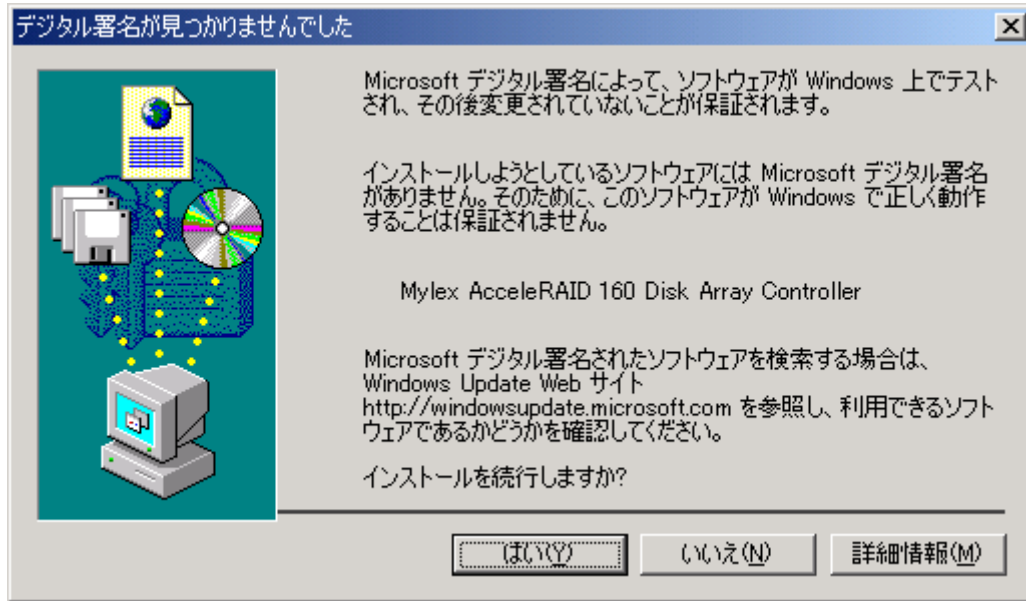 デジタル署名が見つかりませんでした
Microsoft デジタル署名によって、ソフトウェアが Windows 上でテスト
され、その後変更されていないことが保証されます。
インストールしようとしているソフトウェアには Microsoft デジタル署名
がありません。そのために、このソフトウェアが Windows で正しく動作
することは保証されません。
Mylex AcceleRAID 160 Disk Array Controller
Microsoft デジタル署名されたソフトウェアを検索する場合は、
Windows Update Web サイト
http://windowsupdate.microsoft.com を参照し、利用できるソフト
ウェアであるかどうかを確認してください。
インストールを続行しますか?
はい(Y) いいえ(N) 詳細情報(M)